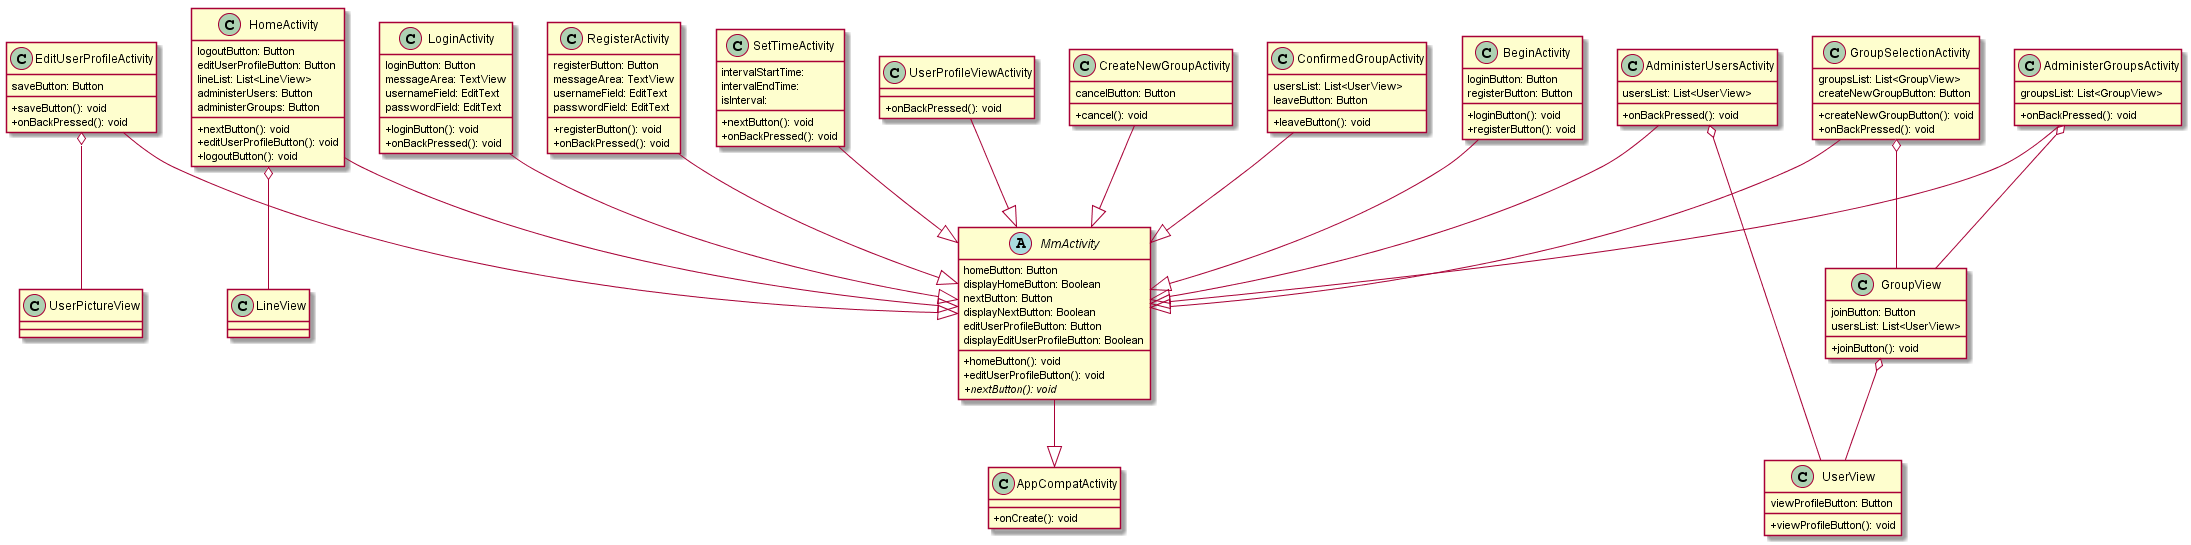 C EditUserProfileActivity
saveButton: Button
+saveButton(): void
+onBackPressed(): void
C HomeActivity
logoutButton: Button
editUserProfileButton: Button
lineList: List<LineView>
administerUsers: Button
administerGroups: Button
+nextButton(): void
+editUserProfileButton(): void
+logoutButton(): void
C LoginActivity
loginButton: Button
messageArea: TextView
usernameField: EditText
passwordField: EditText
+loginButton(): void
+onBackPressed(): void
C RegisterActivity
registerButton: Button
messageArea: TextView
usernameField: EditText
passwordField: EditText
+registerButton(): void
+onBackPressed(): void
C SetTimeActivity
intervalStartTime:
intervalEndTime:
isInterval:
+nextButton(): void
+onBackPressed(): void
C UserProfileViewActivity
+onBackPressed(): void
C CreateNewGroupActivity
cancelButton: Button
+cancel(): void
C ConfirmedGroupActivity
usersList: List<UserView>
leaveButton: Button
+leaveButton(): void
C BeginActivity
loginButton: Button
registerButton: Button
+loginButton(): void
+registerButton(): void
C AdministerUsersActivity
usersList: List<UserView>
+onBackPressed(): void
C GroupSelectionActivity
groupsList: List<GroupView>
createNewGroupButton: Button
+createNewGroupButton(): void
+onBackPressed(): void
C AdministerGroupsActivity
groupsList: List<GroupView>
+onBackPressed(): void
C UserPictureView
C LineView
A MmActivity
homeButton: Button
displayHomeButton: Boolean
nextButton: Button
displayNextButton: Boolean
editUserProfileButton: Button
displayEditUserProfileButton: Boolean
+homeButton(): void
+editUserProfileButton(): void
+nextButton(): void
C GroupView
joinButton: Button
usersList: List<UserView>
+joinButton(): void
C AppCompatActivity
+onCreate(): void
C UserView
viewProfileButton: Button
+viewProfileButton(): void